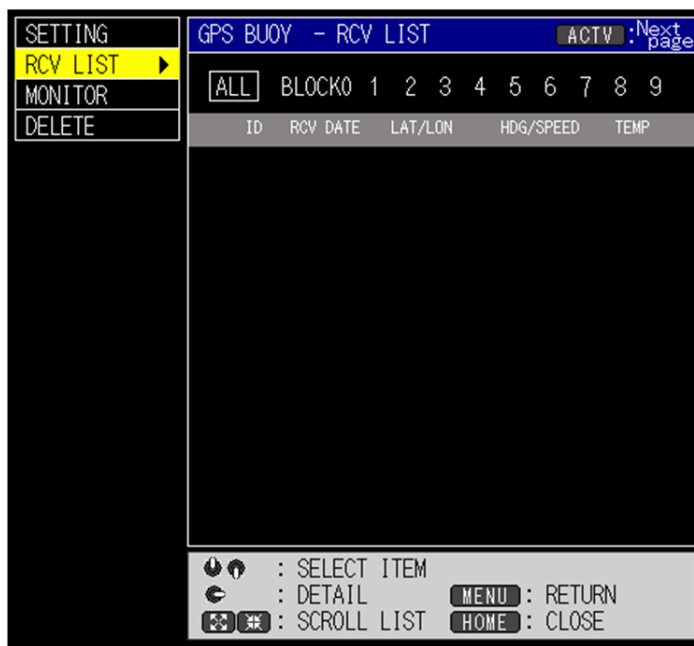 SETTING
RCV LIST
MONITOR
DELETE
GPS BUOY - RCV LIST ACTV :Next page
ALL BLOCK0 1 2 3 4 5 6 7 8 9
ID RCV DATE LAT/LON HDG/SPEED TEMP
: SELECT ITEM
: DETAIL MENU : RETURN
: SCROLL LIST HOME : CLOSE